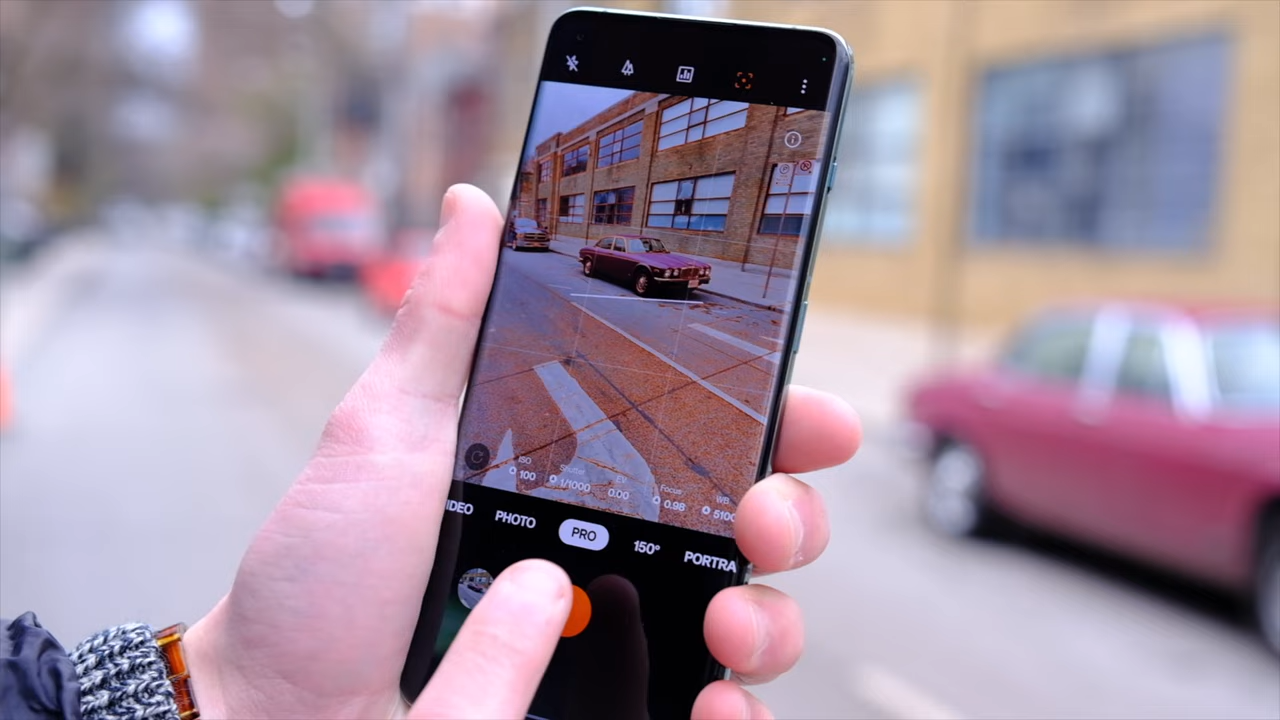 ISO
100
Shutter
1/1000
EV
0.00
Focus
0.98
WB
5100
IDEO
PHOTO
PRO
150°
PORTRA